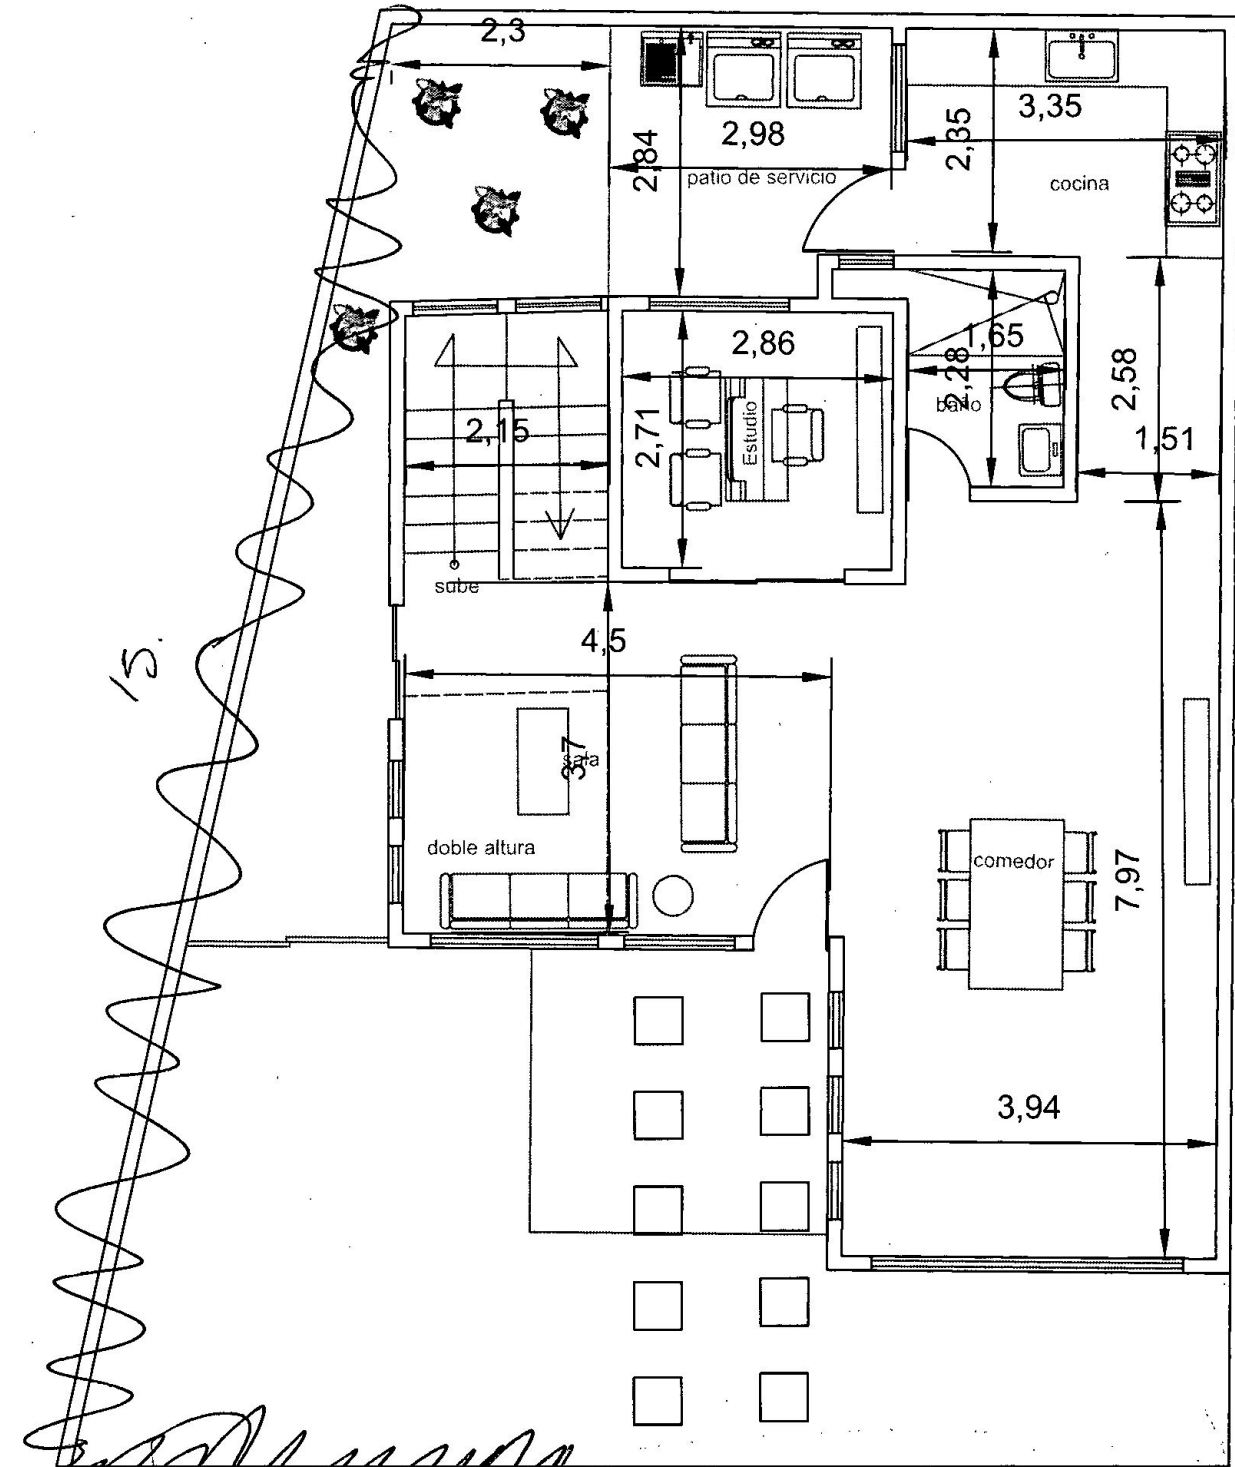 2,3
2,98
2,84
patio de servicio
2,35
3,35
cocina
2,86
2,71
Estudio
1,65
2,28
baño
2,58
1,51
2,15
sube
4,5
3,7
sala
doble altura
15.
comedor
7,97
3,94